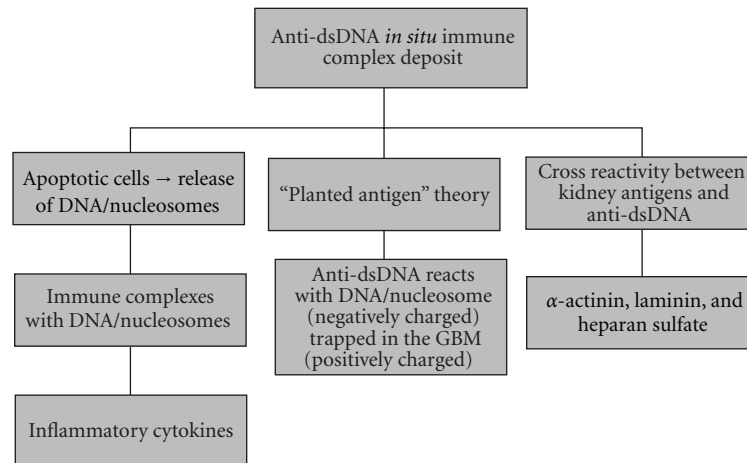 Anti-dsDNA in situ immune
complex deposit
Apoptotic cells → release
of DNA/nucleosomes
“Planted antigen” theory
Cross reactivity between
kidney antigens and
anti-dsDNA
Immune complexes
with DNA/nucleosomes
Anti-dsDNA reacts
with DNA/nucleosome
(negatively charged)
trapped in the GBM
(positively charged)
α-actinin, laminin, and
heparan sulfate
Inflammatory cytokines